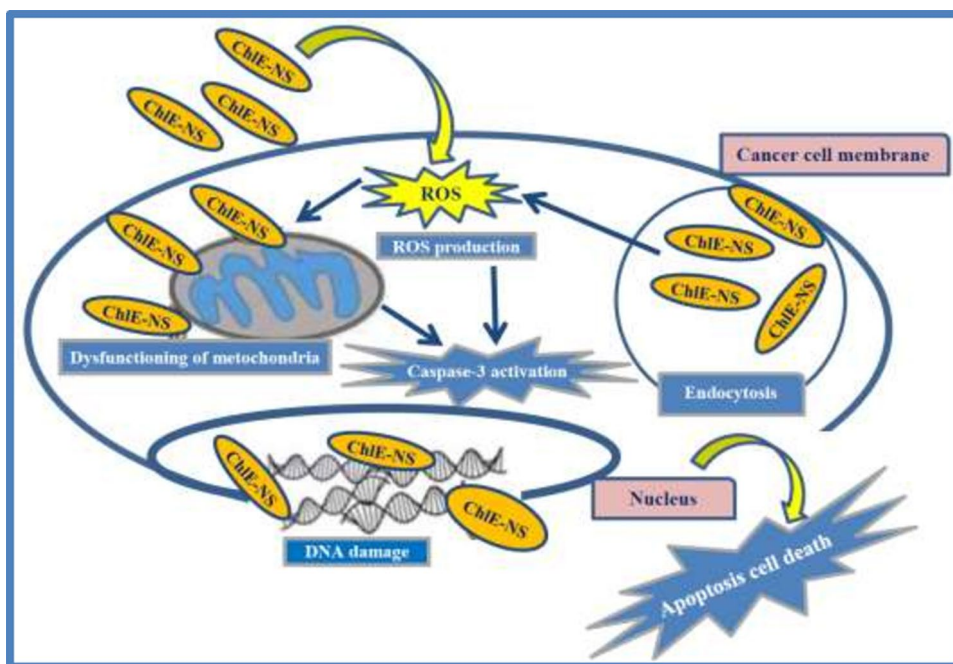 ChlE-NS
ChlE-NS
ChlE-NS
Cancer cell membrane
ROS
ChlE-NS
ChlE-NS
ChlE-NS
ChlE-NS
ROS production
ChlE-NS
ChlE-NS
ChlE-NS
Dysfunctioning of metochondria
Caspase-3 activation
Endocytosis
ChlE-NS
ChlE-NS
ChlE-NS
Nucleus
DNA damage
Apoptosis cell death